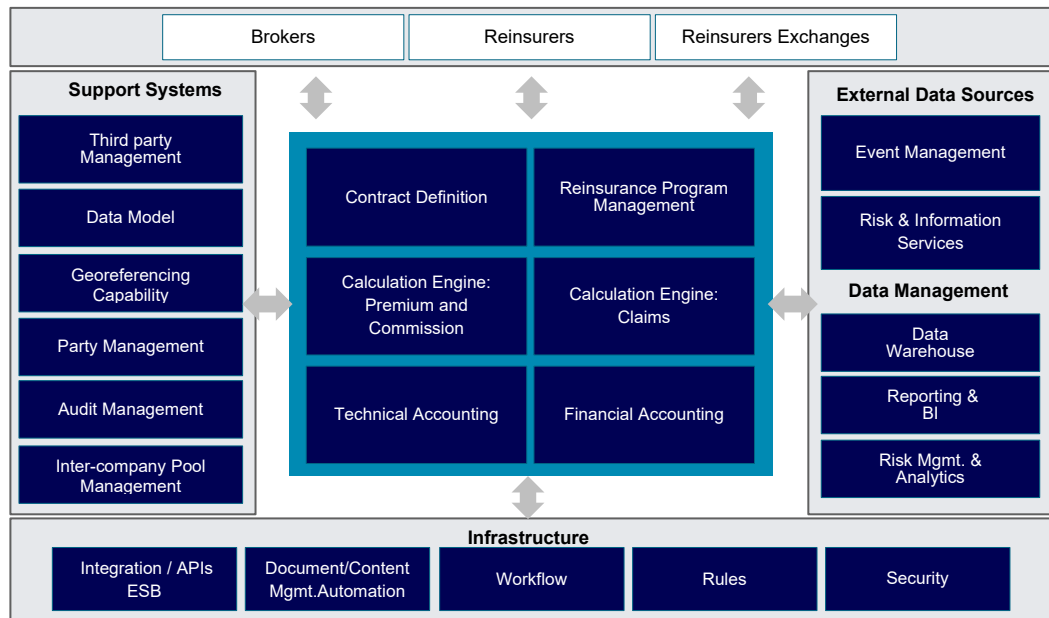 Brokers
Reinsurers
Reinsurers Exchanges
Support Systems
Third party
Management
Data Model
Georeferencing
Capability
Party Management
Audit Management
Inter-company Pool
Management
Contract Definition
Reinsurance Program
Management
Calculation Engine:
Premium and
Commission
Calculation Engine:
Claims
Technical Accounting
Financial Accounting
External Data Sources
Event Management
Risk & Information
Services
Data Management
Data
Warehouse
Reporting &
BI
Risk Mgmt. &
Analytics
Infrastructure
Integration / APIs
ESB
Document/Content
Mgmt.Automation
Workflow
Rules
Security